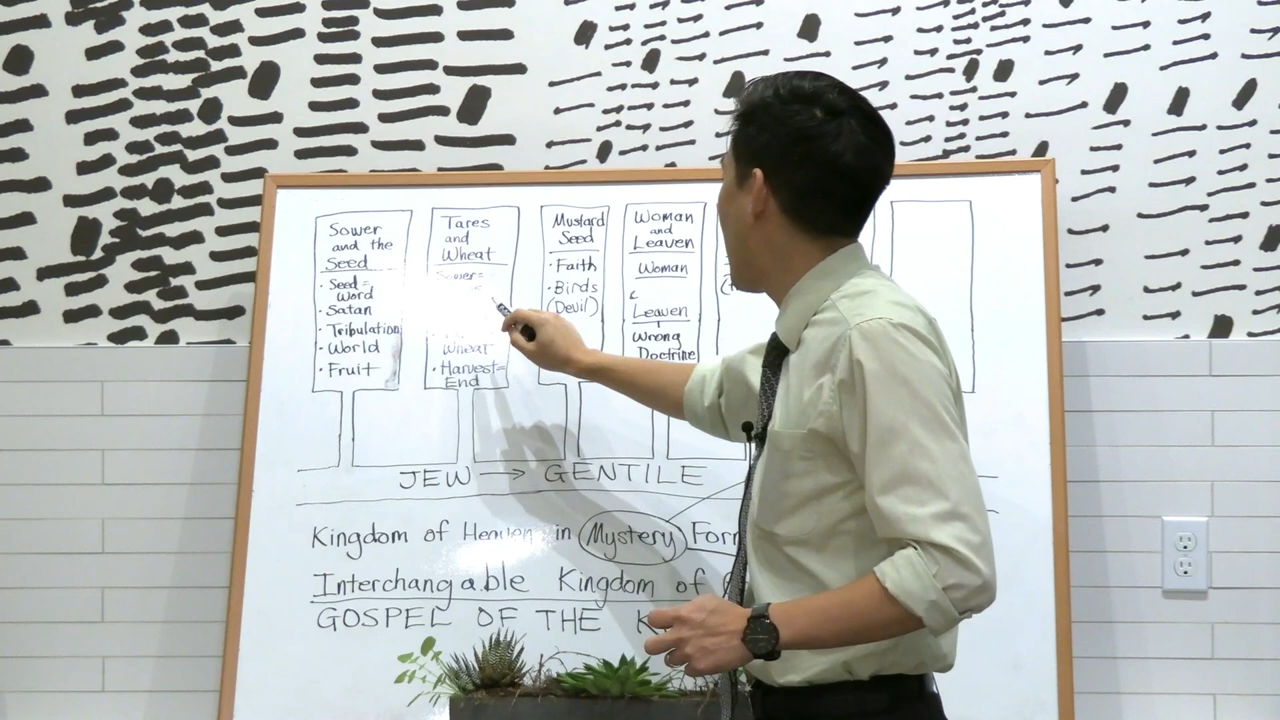 Sower
and the
Seed
· Seed =
Word
· Satan
· Tribulation
· World
· Fruit
Tares
and
Wheat
Sower=
Wheat
· Harvest=
End
Mustard
Seed
· Faith
· Birds
(Devil)
Woman
and
Leaven
Woman
Leaven
Wrong
Doctrine
JEW → GENTILE
Kingdom of Heaven in Mystery Form
Interchangable Kingdom of
GOSPEL OF THE